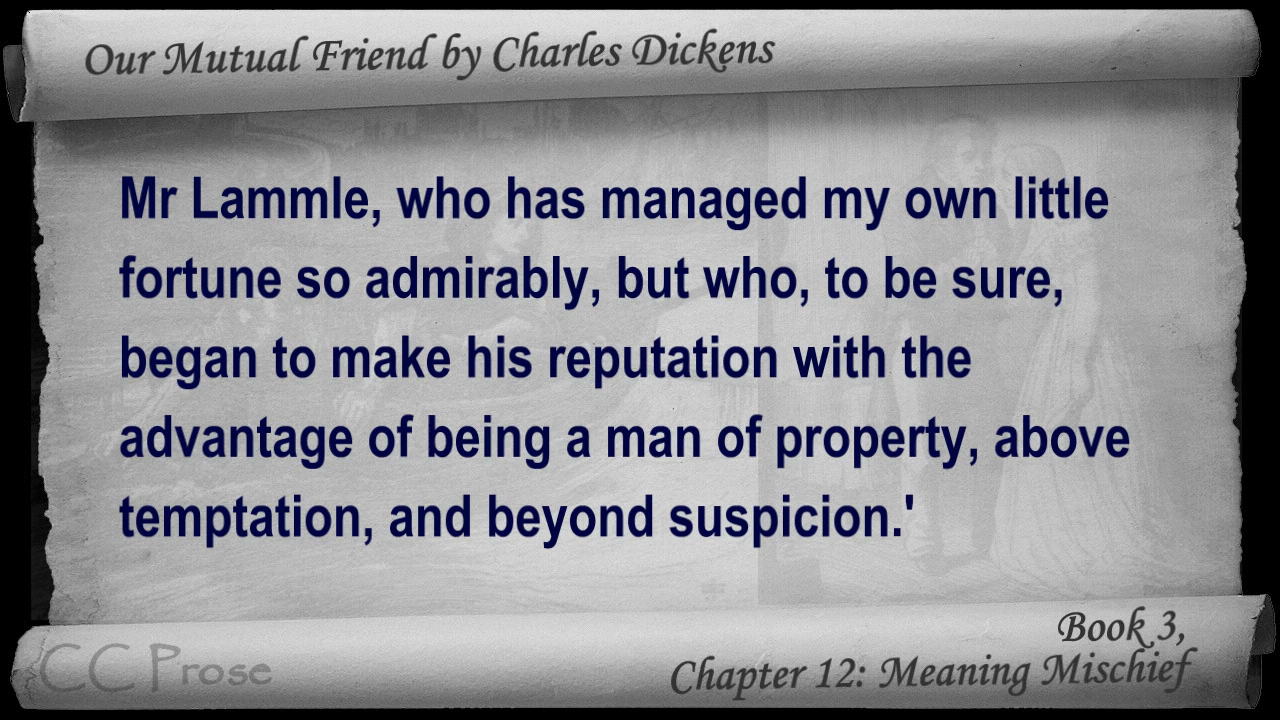 Our Mutual Friend by Charles Dickens
Mr Lammle, who has managed my own little
fortune so admirably, but who, to be sure,
began to make his reputation with the
advantage of being a man of property, above
temptation, and beyond suspicion.'
Book 3,
Chapter 12: Meaning Mischief
CC Prose